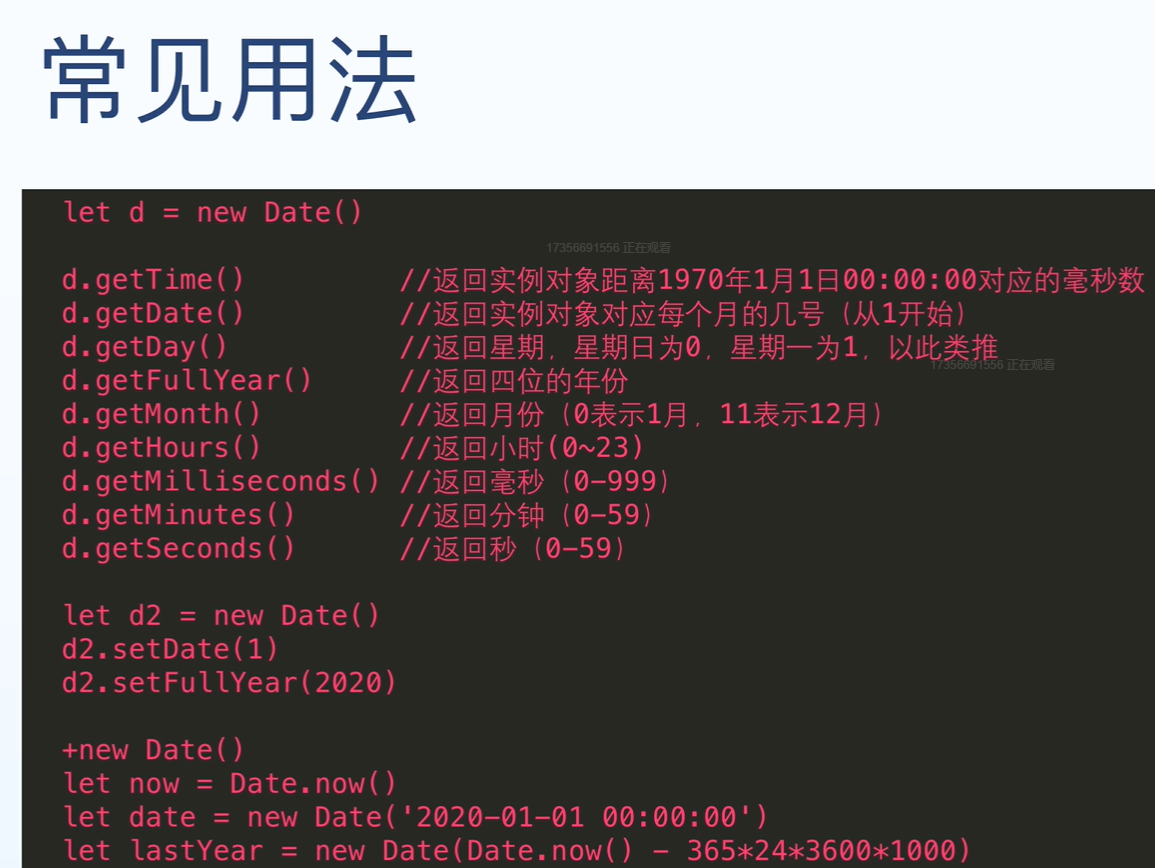 常见用法
let d = new Date()
17356691556 正在观看
d.getTime() //返回实例对象距离1970年1月1日00:00:00对应的毫秒数
d.getDate() //返回实例对象对应每个月的几号（从1开始）
d.getDay() //返回星期，星期日为0，星期一为1，以此类推
17356691556 正在观看
d.getFullYear() //返回四位的年份
d.getMonth() //返回月份（0表示1月，11表示12月）
d.getHours() //返回小时(0~23)
d.getMilliseconds() //返回毫秒（0-999）
d.getMinutes() //返回分钟（0-59）
d.getSeconds() //返回秒（0-59）
let d2 = new Date()
d2.setDate(1)
d2.setFullYear(2020)
+new Date()
let now = Date.now()
let date = new Date('2020-01-01 00:00:00')
let lastYear = new Date(Date.now() - 365*24*3600*1000)